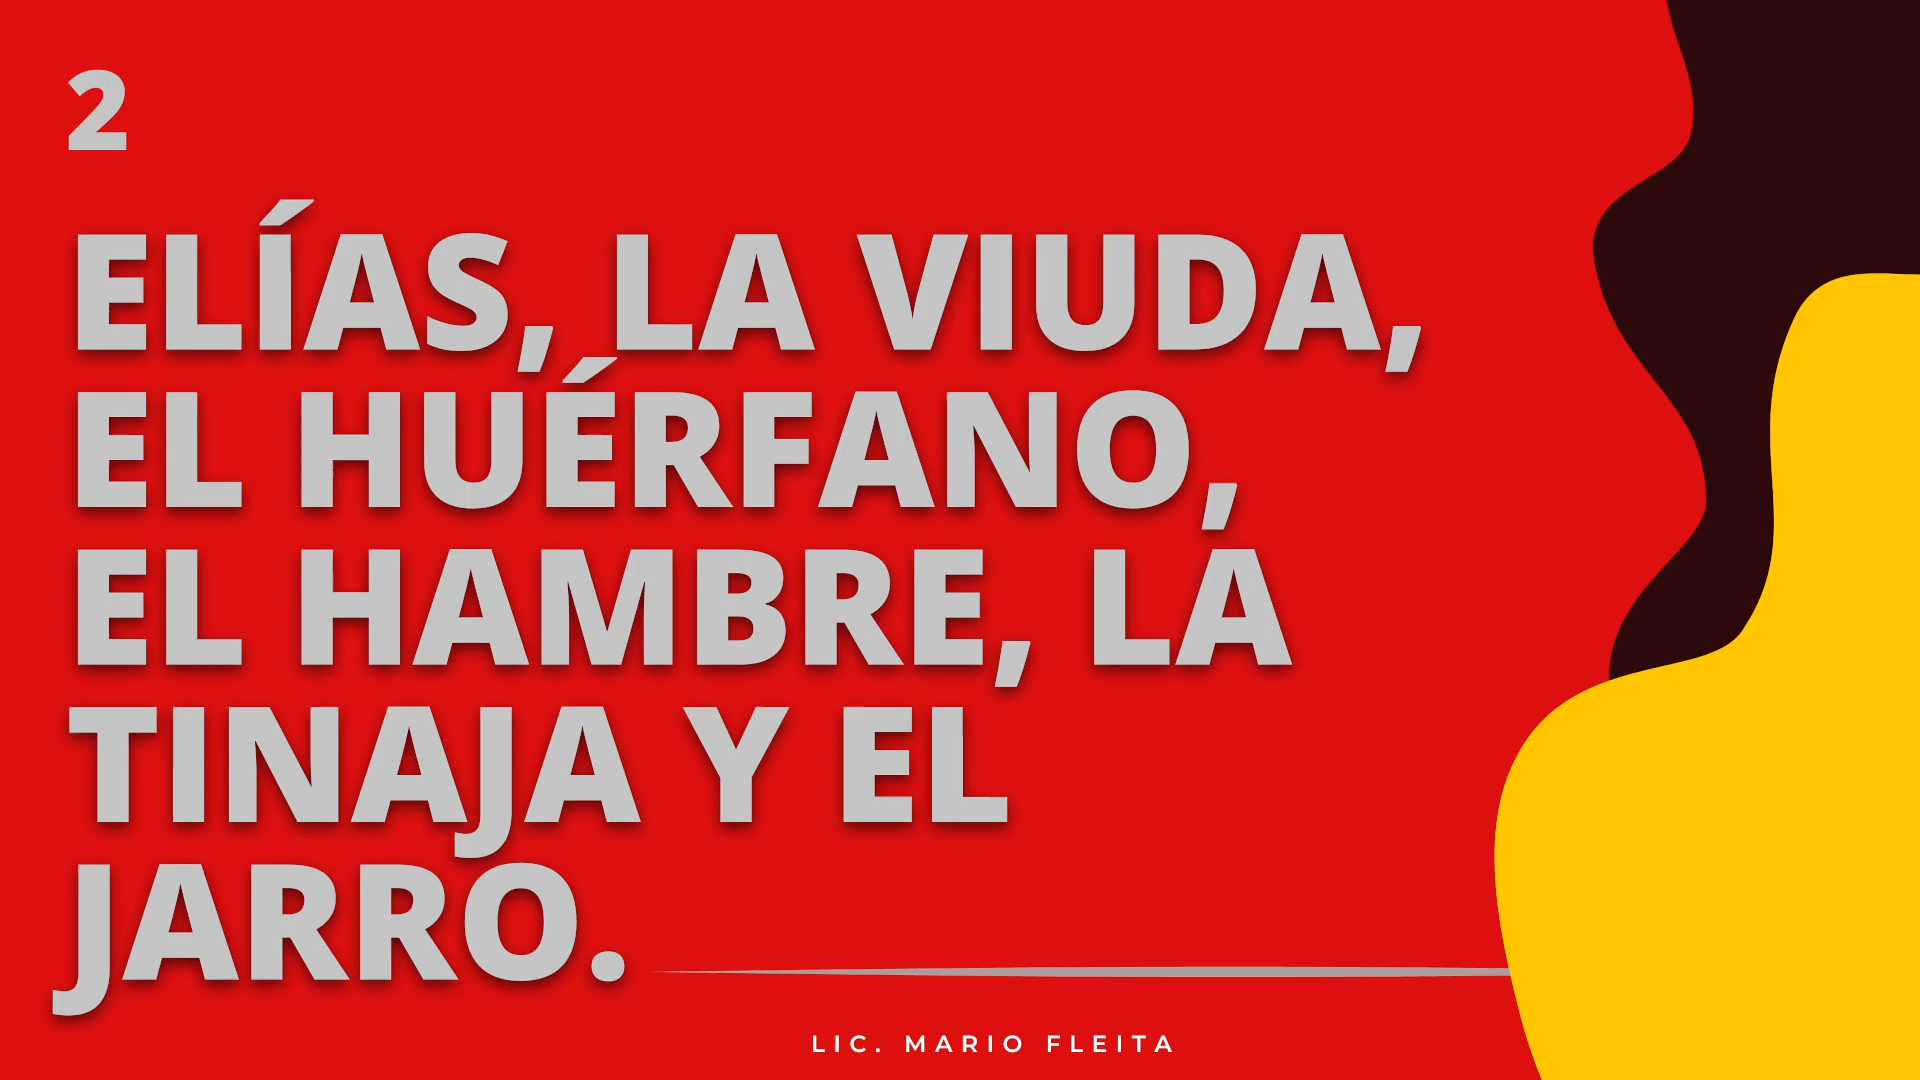 2
ELÍAS, LA VIUDA,
EL HUÉRFANO,
EL HAMBRE, LA
TINAJA Y EL
JARRO.
LIC. MARIO FLEITA